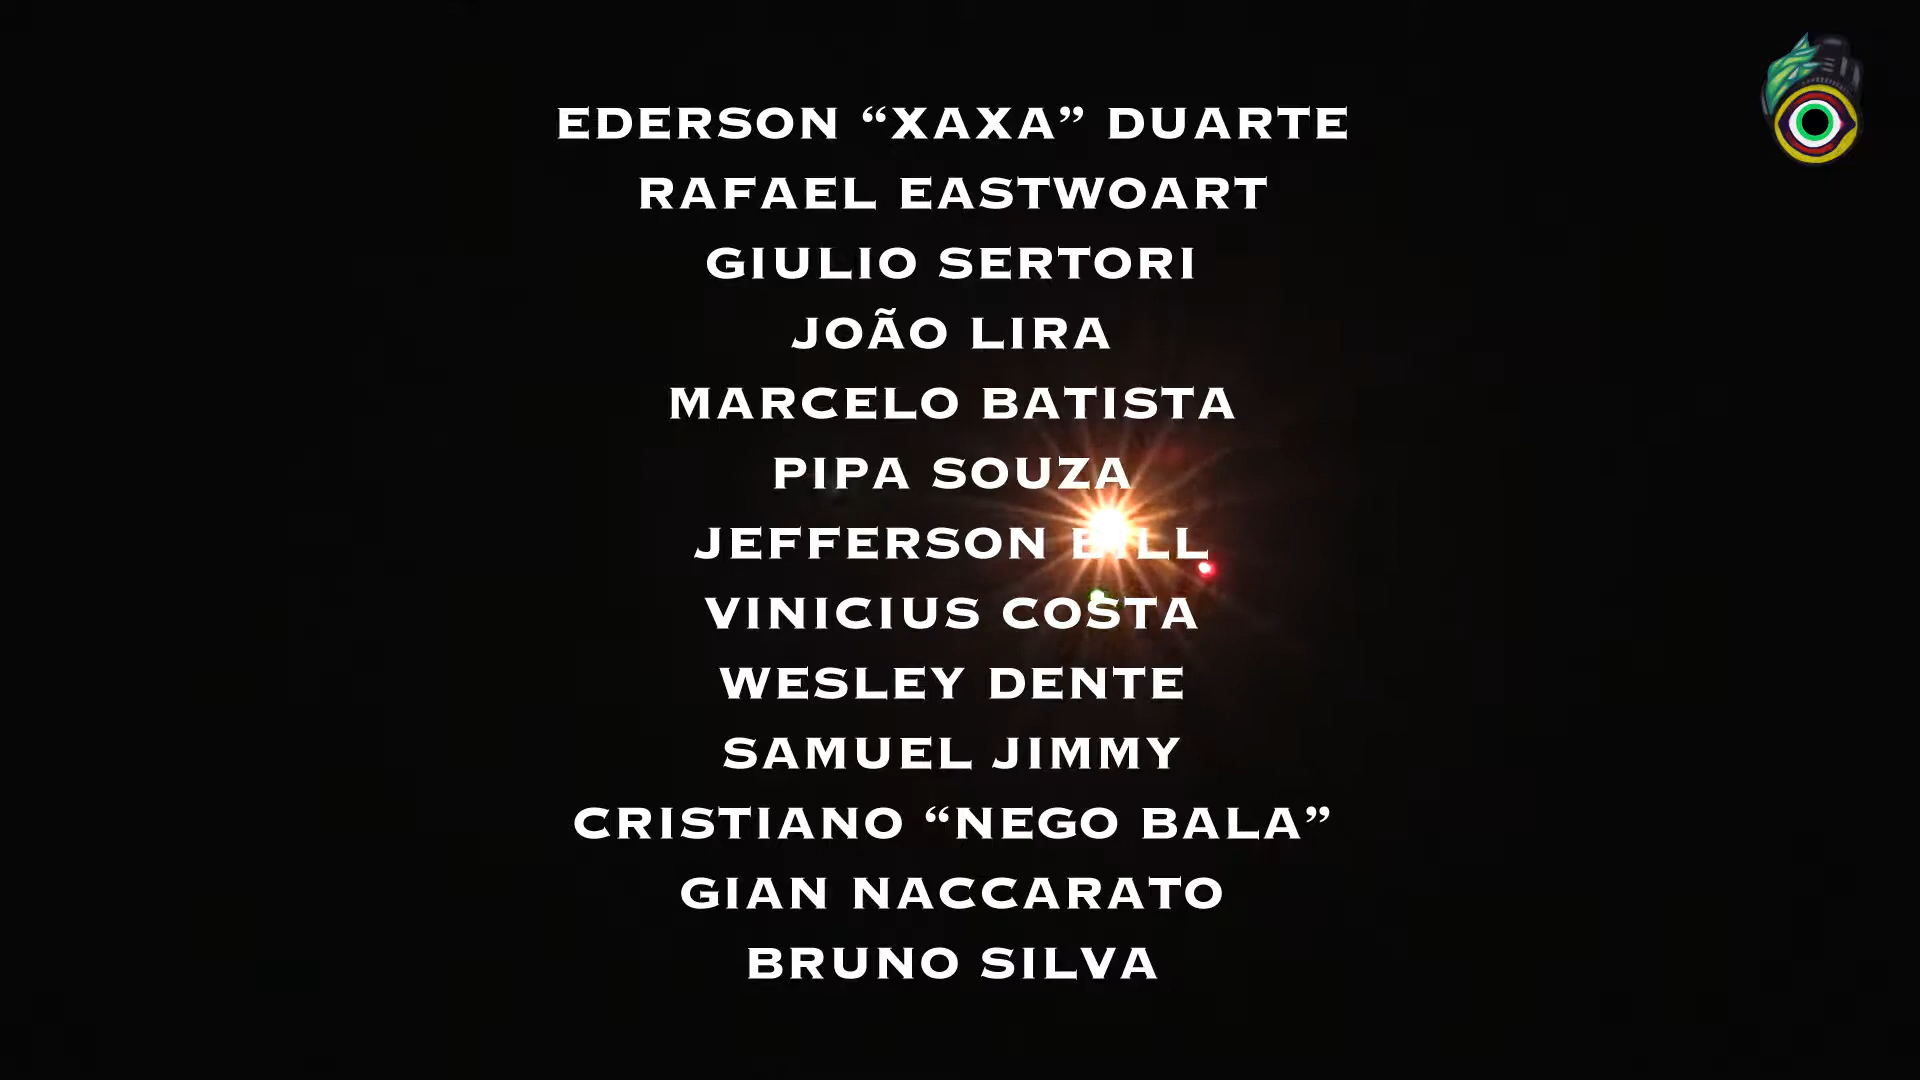 EDERSON “XAXA” DUARTE
RAFAEL EASTWOART
GIULIO SERTORI
JOÃO LIRA
MARCELO BATISTA
PIPA SOUZA
JEFFERSON BILL
VINICIUS COSTA
WESLEY DENTE
SAMUEL JIMMY
CRISTIANO “NEGO BALA”
GIAN NACCARATO
BRUNO SILVA